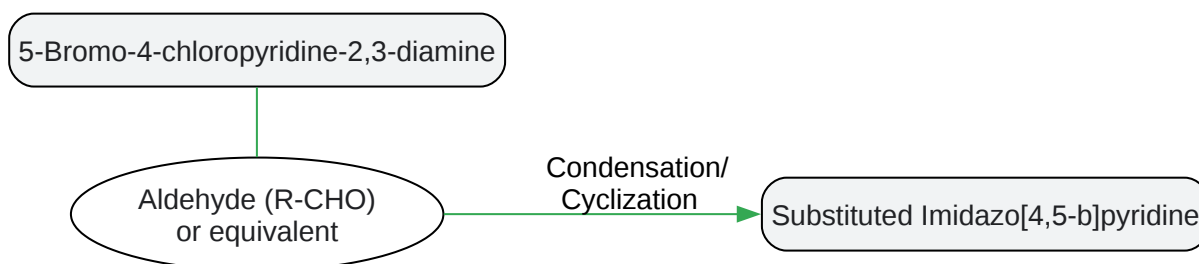 5-Bromo-4-chloropyridine-2,3-diamine
Aldehyde (R-CHO)
or equivalent
Condensation/
Cyclization
Substituted Imidazo[4,5-b]pyridine